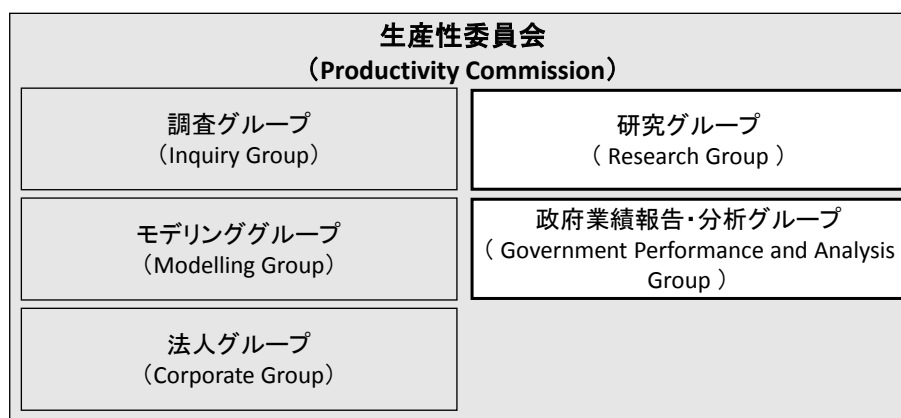 生産性委員会
（Productivity Commission）
調査グループ
（Inquiry Group）
研究グループ
（ Research Group ）
モデリンググループ
（Modelling Group）
政府業績報告・分析グループ
（ Government Performance and Analysis
Group ）
法人グループ
（Corporate Group）